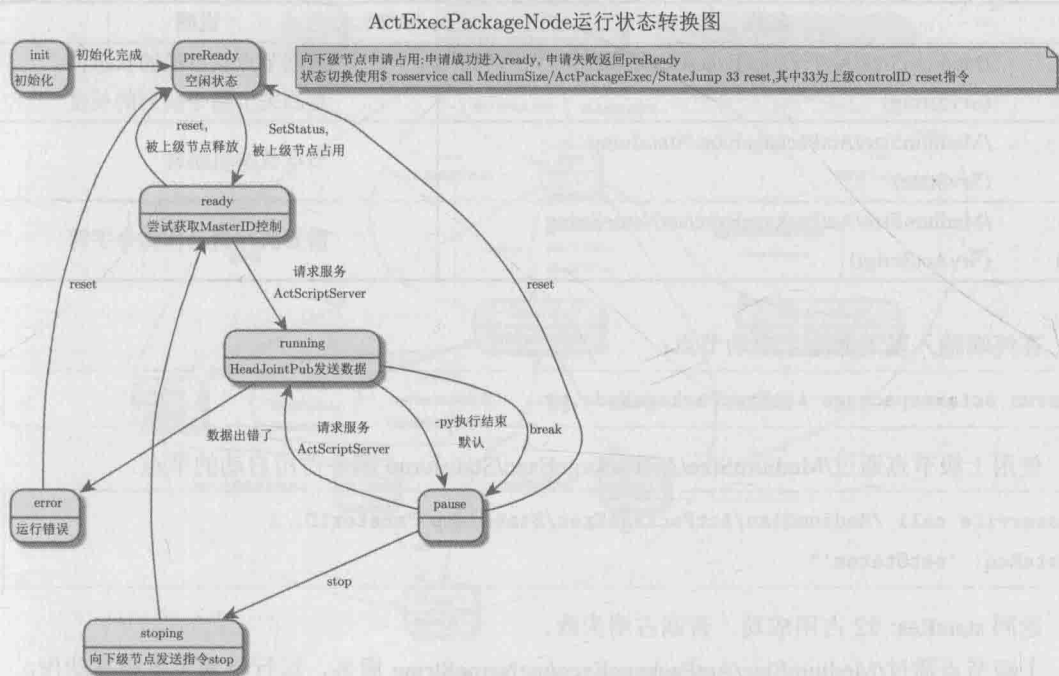 ActExecPackageNode运行状态转换图
init
初始化
初始化完成
preReady
空闲状态
向下级节点申请占用:申请成功进入ready, 申请失败返回preReady
状态切换使用$ rosservice call MediumSize/ActPackageExec/StateJump 33 reset,其中33为上级controlID reset指令
reset,
被上级节点释放
SetStatus,
被上级节点占用
ready
尝试获取MasterID控制
reset
请求服务
ActScriptServer
reset
running
HeadJointPub发送数据
数据出错了
请求服务
ActScriptServer
-py执行结束
默认
break
error
运行错误
pause
stop
stoping
向下级节点发送指令stop